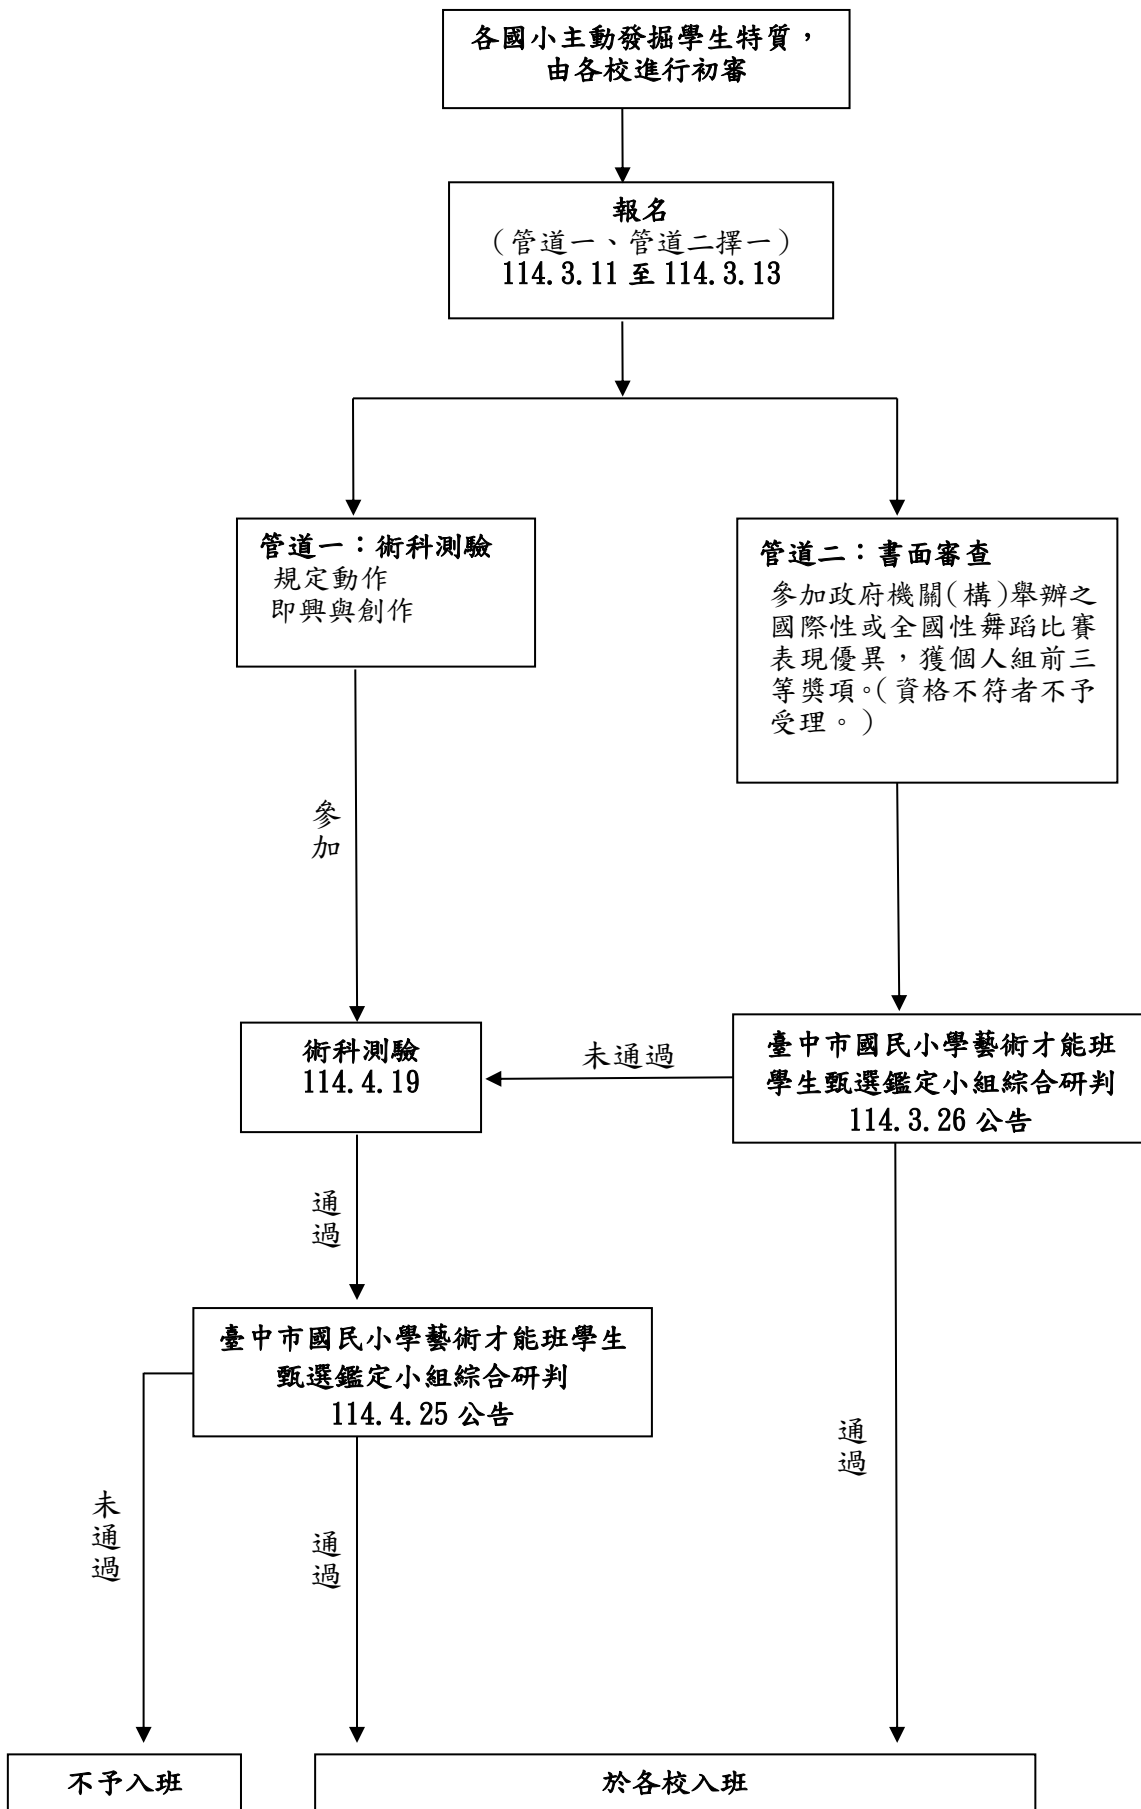 各國小主動發掘學生特質，
由各校進行初審
報名
（管道一、管道二擇一）
114.3.11 至 114.3.13
管道一：術科測驗
規定動作
即興與創作
管道二：書面審查
參加政府機關(構)舉辦之
國際性或全國性舞蹈比賽
表現優異，獲個人組前三
等獎項。（資格不符者不予
受理。）
參
加
術科測驗
114.4.19
未通過
臺中市國民小學藝術才能班
學生甄選鑑定小組綜合研判
114.3.26 公告
通
過
臺中市國民小學藝術才能班學生
甄選鑑定小組綜合研判
114.4.25 公告
未
通
過
通
過
通
過
不予入班
於各校入班